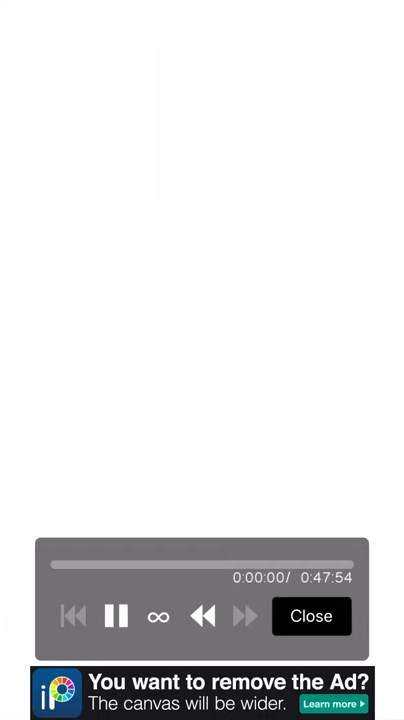 0:00:00/ 0:47:54
Close
iP
You want to remove the Ad?
The canvas will be wider.
Learn more